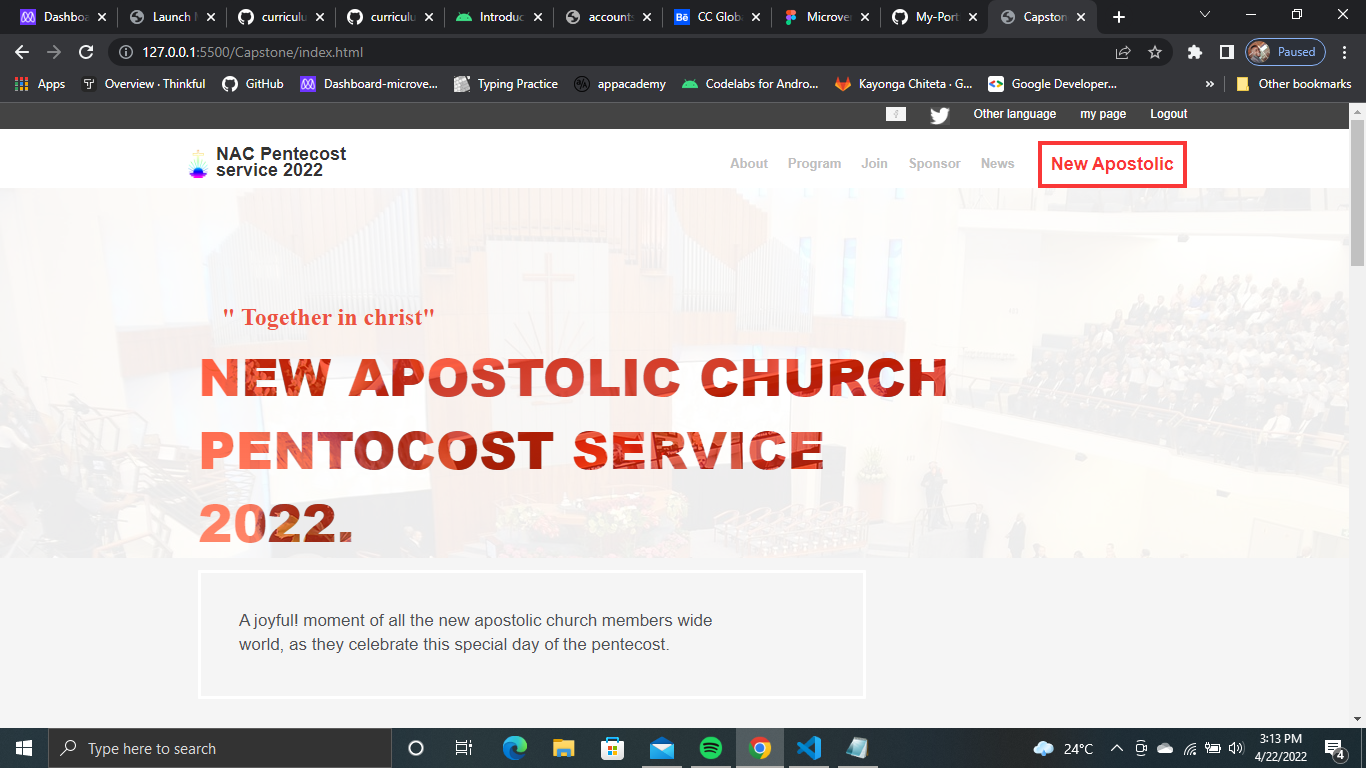 Dashboa
Launch M
curriculu
curriculu
Introduc
account
CC Glob
Microver
My-Port
Capston
127.0.0.1:5500/Capstone/index.html
Paused
Apps
Overview · Thinkful
GitHub
Dashboard-microve...
Typing Practice
appacademy
Codelabs for Andro...
Kayonga Chiteta · G...
Google Developer...
»
Other bookmarks
Other language
my page
Logout
NAC Pentecost
service 2022
About
Program
Join
Sponsor
News
New Apostolic
" Together in christ"
NEW APOSTOLIC CHURCH
PENTOCOST SERVICE
2022.
A joyful! moment of all the new apostolic church members wide
world, as they celebrate this special day of the pentecost.
Type here to search
24°C
3:13 PM
4/22/2022
4